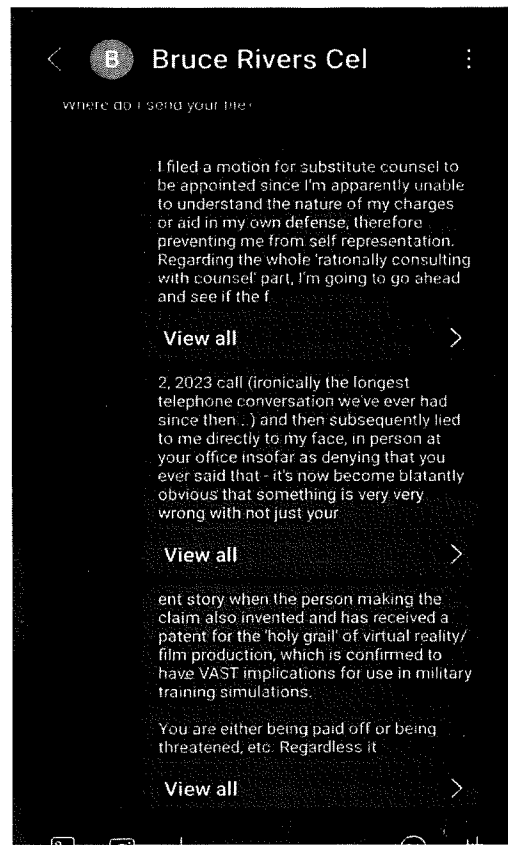 B Bruce Rivers Cel
Where do I send your file?
I filed a motion for substitute counsel to
be appointed since I'm apparently unable
to understand the nature of my charges
or aid in my own defense, therefore
preventing me from self representation.
Regarding the whole 'rationally consulting
with counsel' part, I'm going to go ahead
and see if the f
View all
2, 2023 call (ironically the longest
telephone conversation we've ever had
since then...) and then subsequently lied
to me directly to my face, in person at
your office insofar as denying that you
ever said that - it's now become blatantly
obvious that something is very very
wrong with not just your
View all
ent story when the person making the
claim also invented and has received a
patent for the 'holy grail' of virtual reality/
film production, which is confirmed to
have VAST implications for use in military
training simulations.
You are either being paid off or being
threatened, etc. Regardless it
View all